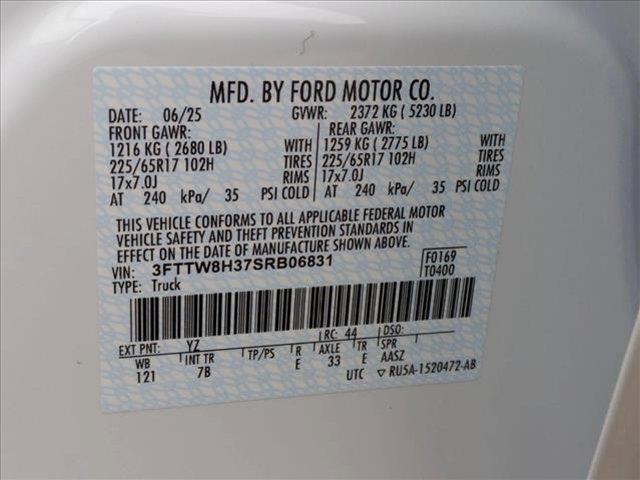 MFD. BY FORD MOTOR CO.
DATE: 06/25 GVWR: 2372 KG ( 5230 LB)
FRONT GAWR: REAR GAWR:
1216 KG ( 2680 LB) WITH 1259 KG ( 2775 LB) WITH
225/65R17 102H TIRES 225/65R17 102H TIRES
17x7.0J RIMS 17x7.0J RIMS
AT 240 kPa/ 35 PSI COLD AT 240 kPa/ 35 PSI COLD
THIS VEHICLE CONFORMS TO ALL APPLICABLE FEDERAL MOTOR
VEHICLE SAFETY AND THEFT PREVENTION STANDARDS IN
EFFECT ON THE DATE OF MANUFACTURE SHOWN ABOVE.
VIN: 3FTTW8H37SRB06831 F0169
TYPE: Truck T0400
EXT PNT: YZ RC: 44 DSO:
WB INT TR TP/PS R AXLE TR SPR
121 7B E 33 E AASZ
UTC RU5A-1520472-AB